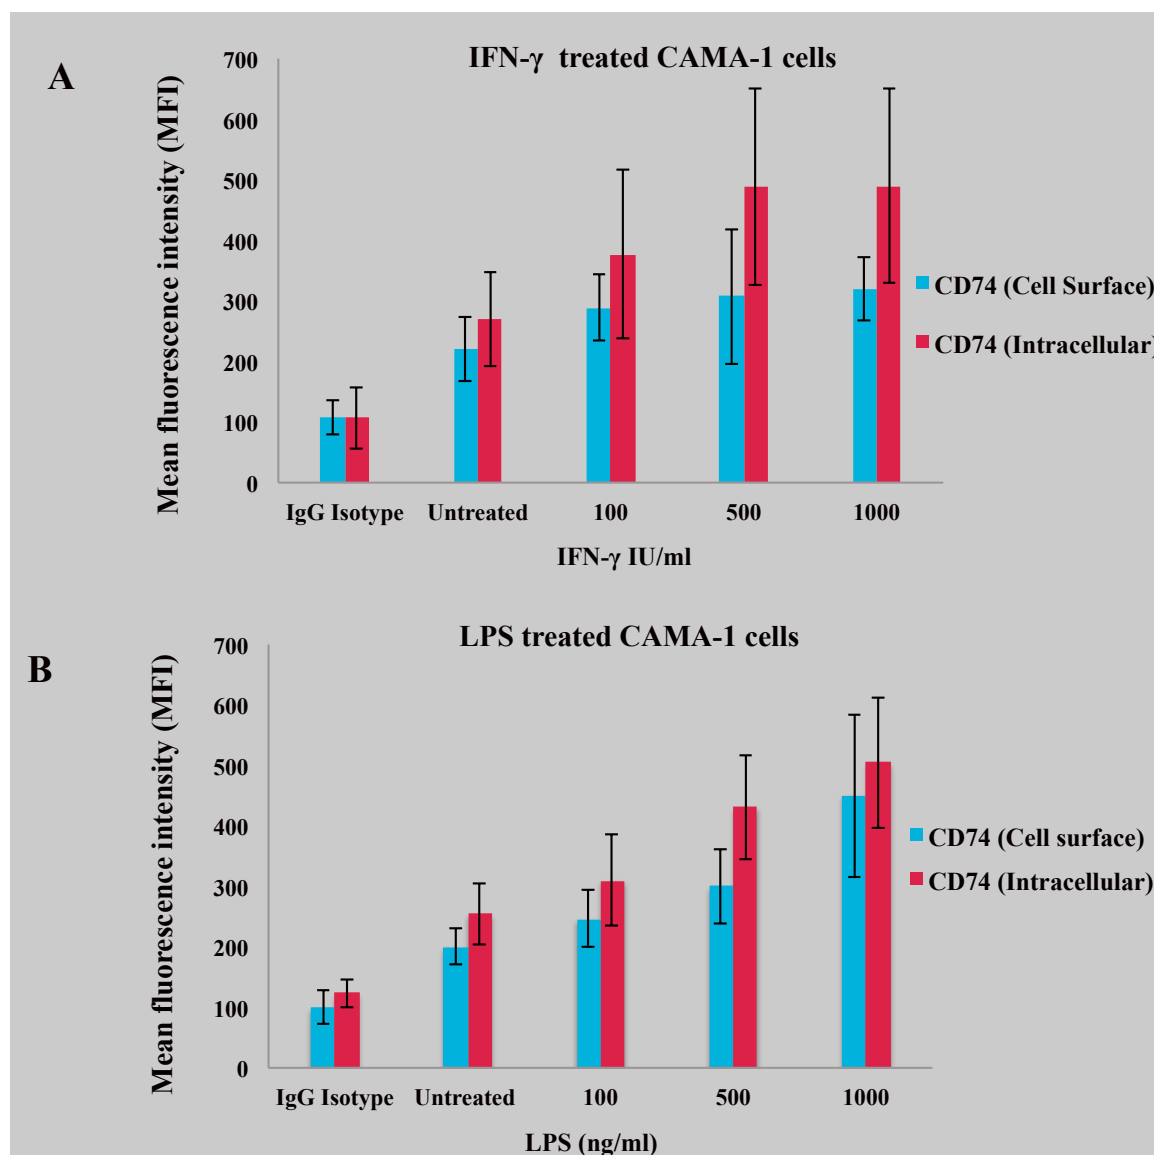 A
IFN-γ  treated CAMA-1 cells
Mean fluorescence intensity (MFI)
700
600
500
400
300
200
100
0
IgG Isotype Untreated 100 500 1000
IFN-γ IU/ml
CD74 (Cell Surface)
CD74 (Intracellular)
B
LPS treated CAMA-1 cells
Mean fluorescence intensity (MFI)
700
600
500
400
300
200
100
0
IgG Isotype Untreated 100 500 1000
LPS (ng/ml)
CD74 (Cell surface)
CD74 (Intracellular)